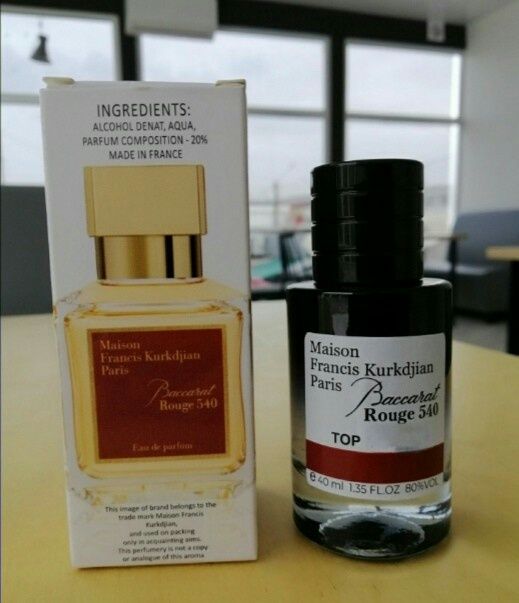 INGREDIENTS:
ALCOHOL DENAT, AQUA,
PARFUM COMPOSITION - 20%
MADE IN FRANCE
Maison
Francis Kurkdjian
Paris
Baccarat
Rouge 540
Eau de parfum
This image of brand belongs to the
trade mark Maison Francis
Kurkdjian,
and used on packing
only in acquainting aims.
This perfumery is not a copy
or analogue of this aroma
Maison
Francis Kurkdjian
Paris
Baccarat
Rouge 540
TOP
e 40 ml 1.35 FL.OZ 80%VOL